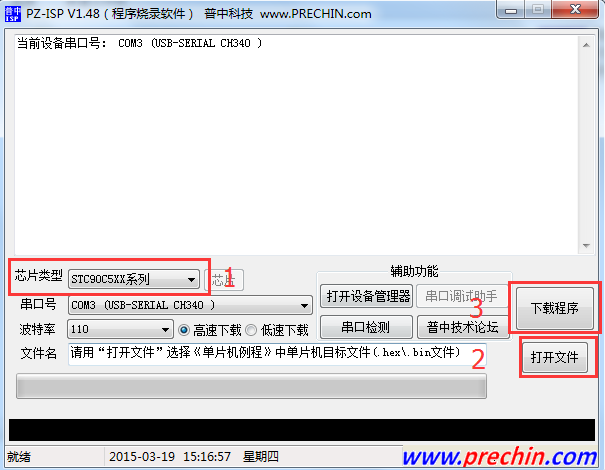 普中
ISP
PZ-ISP V1.48（程序烧录软件） 普中科技 www.PRECHIN.COM
当前设备串口号： COM3 (USB-SERIAL CH340 )
芯片类型 STC90C5XX系列 芯片
1
串口号 COM3 (USB-SERIAL CH340 )
波特率 110 高速下载 低速下载
文件名 请用“打开文件”选择《单片机例程》中单片机目标文件(.hex\.bin文件)
辅助功能
打开设备管理器 串口调试助手
串口检测 普中技术论坛
3
下载程序
2
打开文件
就绪 2015-03-19 15:16:57 星期四
www.prechin.com